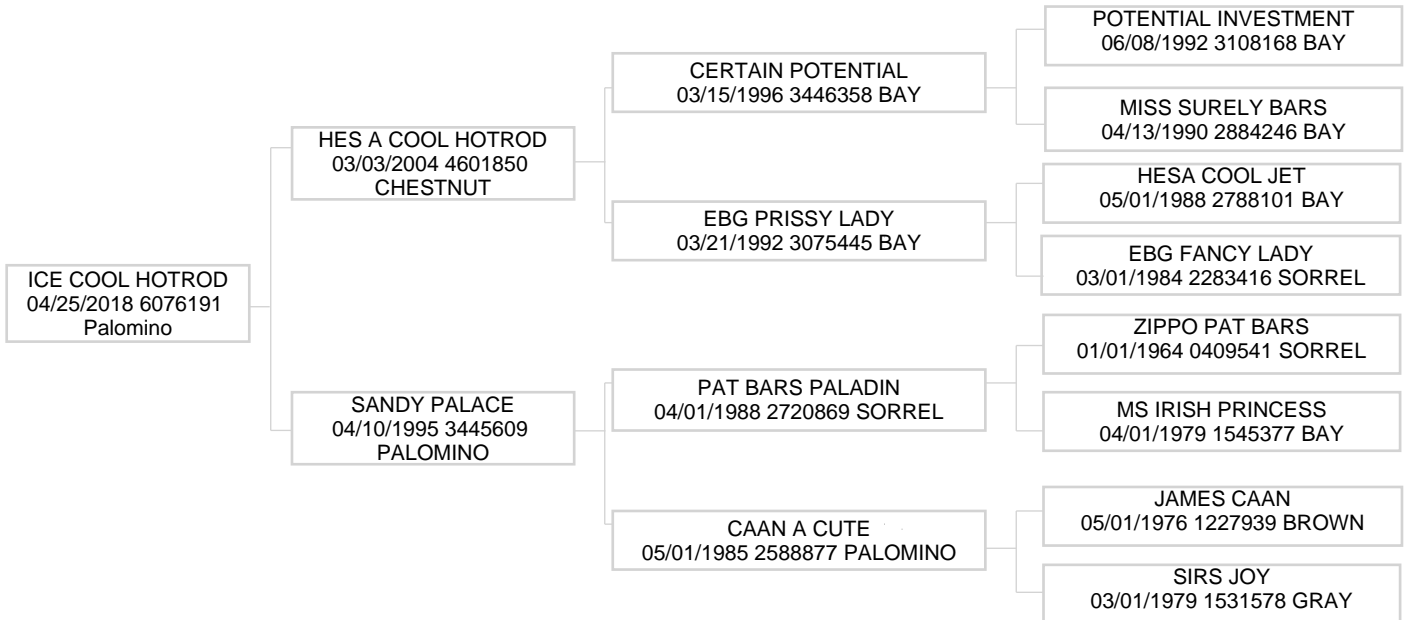 ICE COOL HOTROD
04/25/2018 6076191
Palomino
HES A COOL HOTROD
03/03/2004 4601850
CHESTNUT
SANDY PALACE
04/10/1995 3445609
PALOMINO
CERTAIN POTENTIAL
03/15/1996 3446358 BAY
EBG PRISSY LADY
03/21/1992 3075445 BAY
PAT BARS PALADIN
04/01/1988 2720869 SORREL
CAAN A CUTE
05/01/1985 2588877 PALOMINO
POTENTIAL INVESTMENT
06/08/1992 3108168 BAY
MISS SURELY BARS
04/13/1990 2884246 BAY
HESA COOL JET
05/01/1988 2788101 BAY
EBG FANCY LADY
03/01/1984 2283416 SORREL
ZIPPO PAT BARS
01/01/1964 0409541 SORREL
MS IRISH PRINCESS
04/01/1979 1545377 BAY
JAMES CAAN
05/01/1976 1227939 BROWN
SIRS JOY
03/01/1979 1531578 GRAY